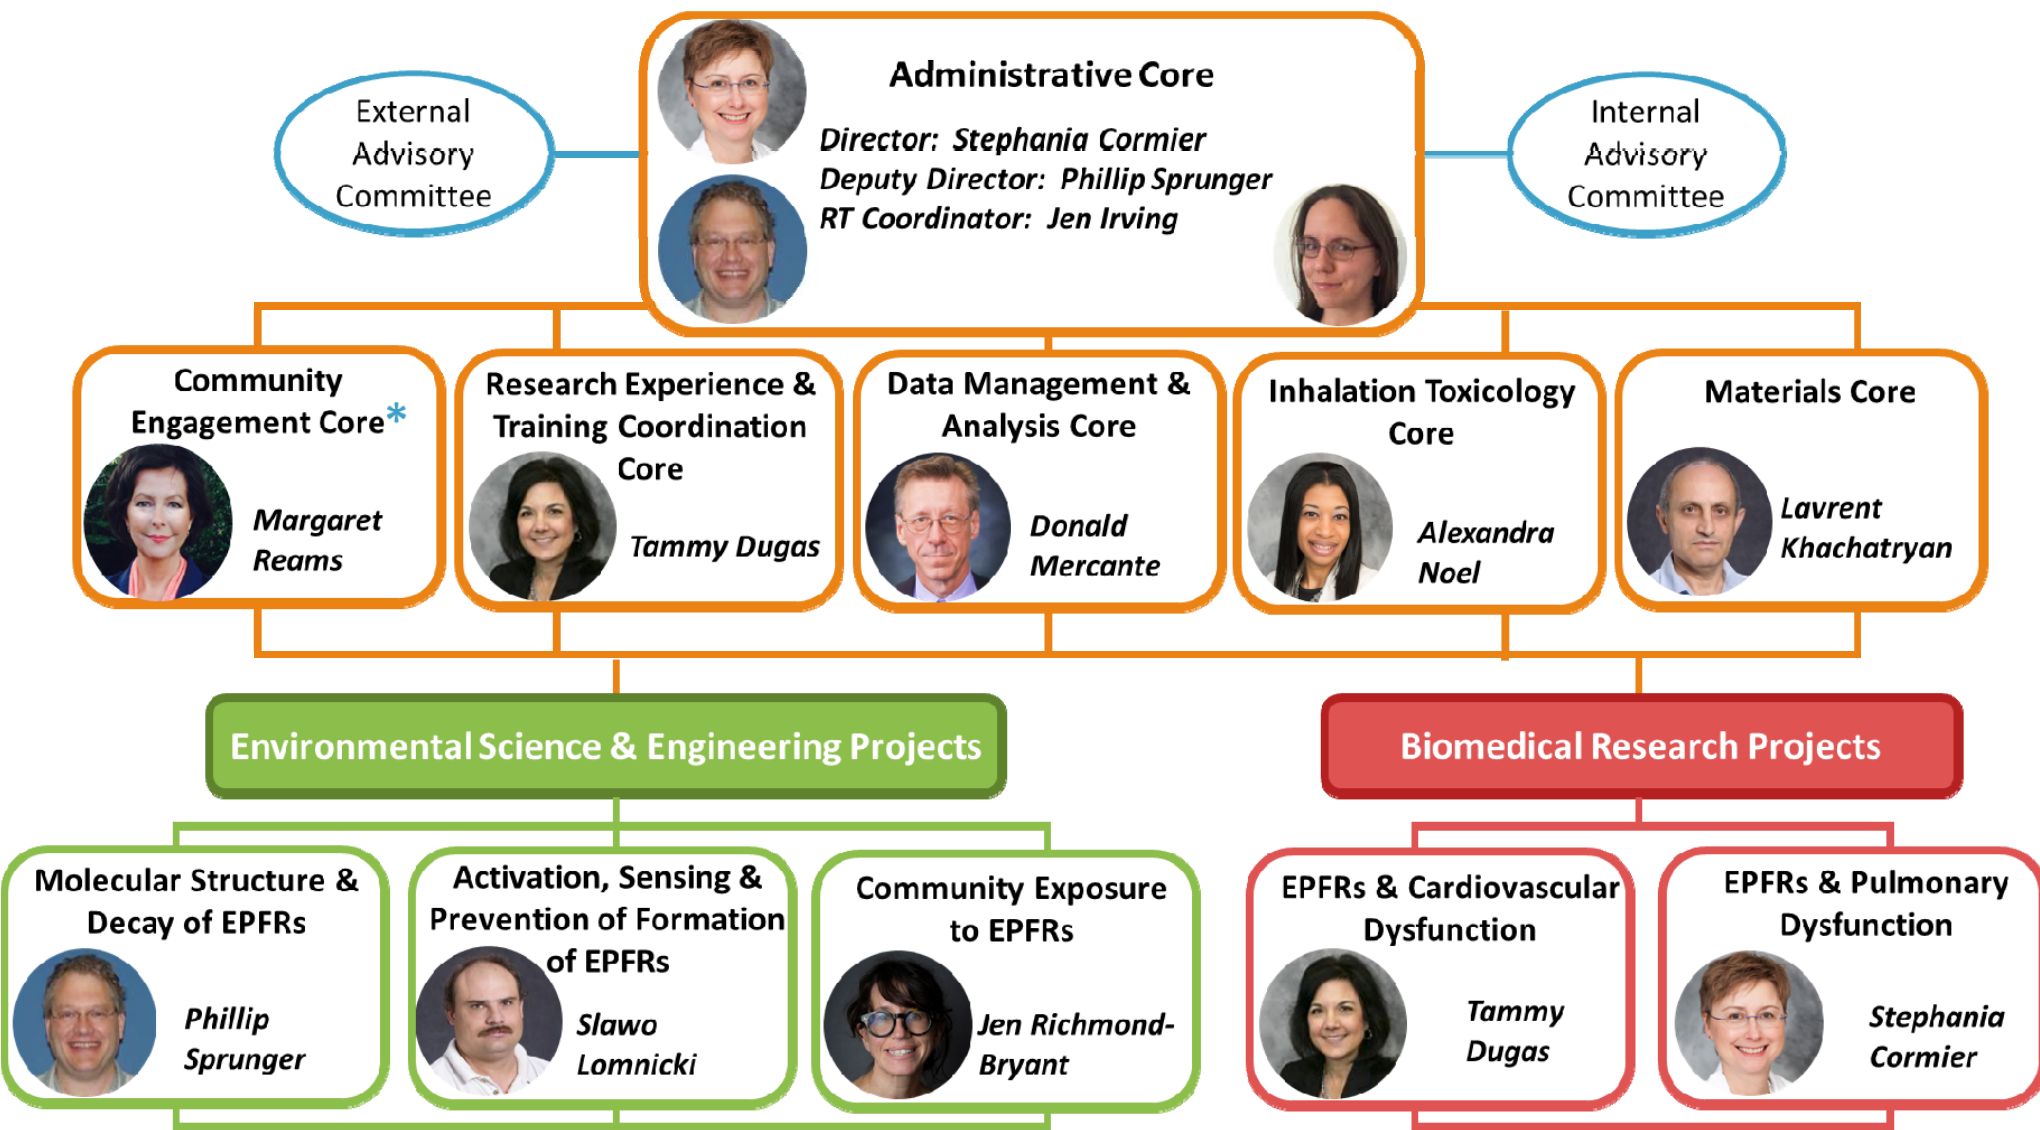 External
Advisory
Committee
Administrative Core
Director: Stephania Cormier
Deputy Director: Phillip Sprunger
RT Coordinator: Jen Irving
Internal
Advisory
Committee
Community
Engagement Core*
Margaret
Reams
Research Experience &
Training Coordination
Core
Tammy Dugas
Data Management &
Analysis Core
Donald
Mercante
Inhalation Toxicology
Core
Alexandra
Noel
Materials Core
Lavrent
Khachatryan
Environmental Science & Engineering Projects
Biomedical Research Projects
Molecular Structure &
Decay of EPFRs
Phillip
Sprunger
Activation, Sensing &
Prevention of Formation
of EPFRs
Slawo
Lomnicki
Community Exposure
to EPFRs
Jen Richmond-
Bryant
EPFRs & Cardiovascular
Dysfunction
Tammy
Dugas
EPFRs & Pulmonary
Dysfunction
Stephania
Cormier